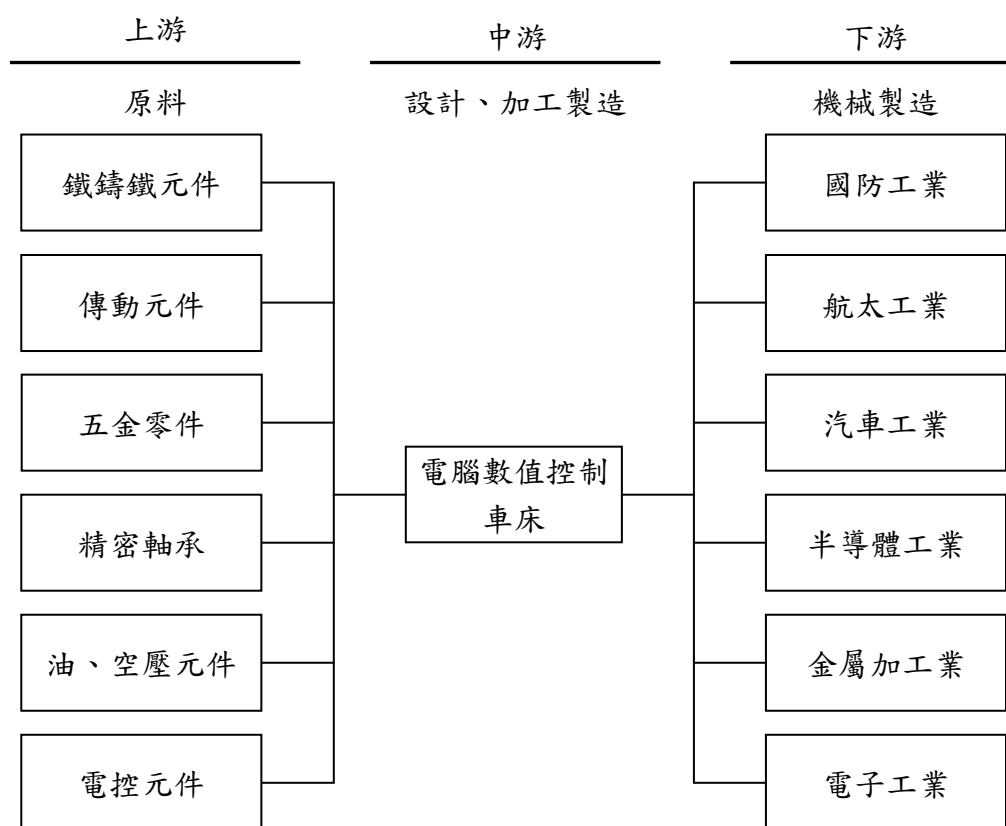 上游
中游
下游
原料
設計、加工製造
機械製造
鐵鑄鐵元件
國防工業
傳動元件
航太工業
五金零件
汽車工業
電腦數值控制
車床
精密軸承
半導體工業
油、空壓元件
金屬加工業
電控元件
電子工業